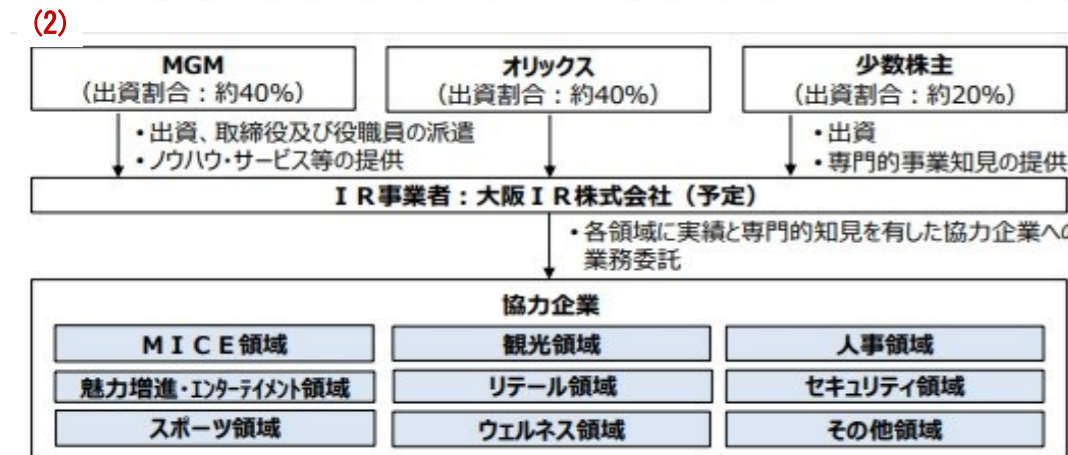 (2)
MGM
(出資割合：約40%)
オリックス
(出資割合：約40%)
少数株主
(出資割合：約20%)
・出資、取締役及び役職員の派遣
・ノウハウ・サービス等の提供
・出資
・専門的事業知見の提供
ＩＲ事業者：大阪ＩＲ株式会社（予定）
・各領域に実績と専門的知見を有した協力企業への
業務委託
協力企業
ＭＩＣＥ領域
観光領域
人事領域
魅力増進・エンターテイメント領域
リテール領域
セキュリティ領域
スポーツ領域
ウェルネス領域
その他領域